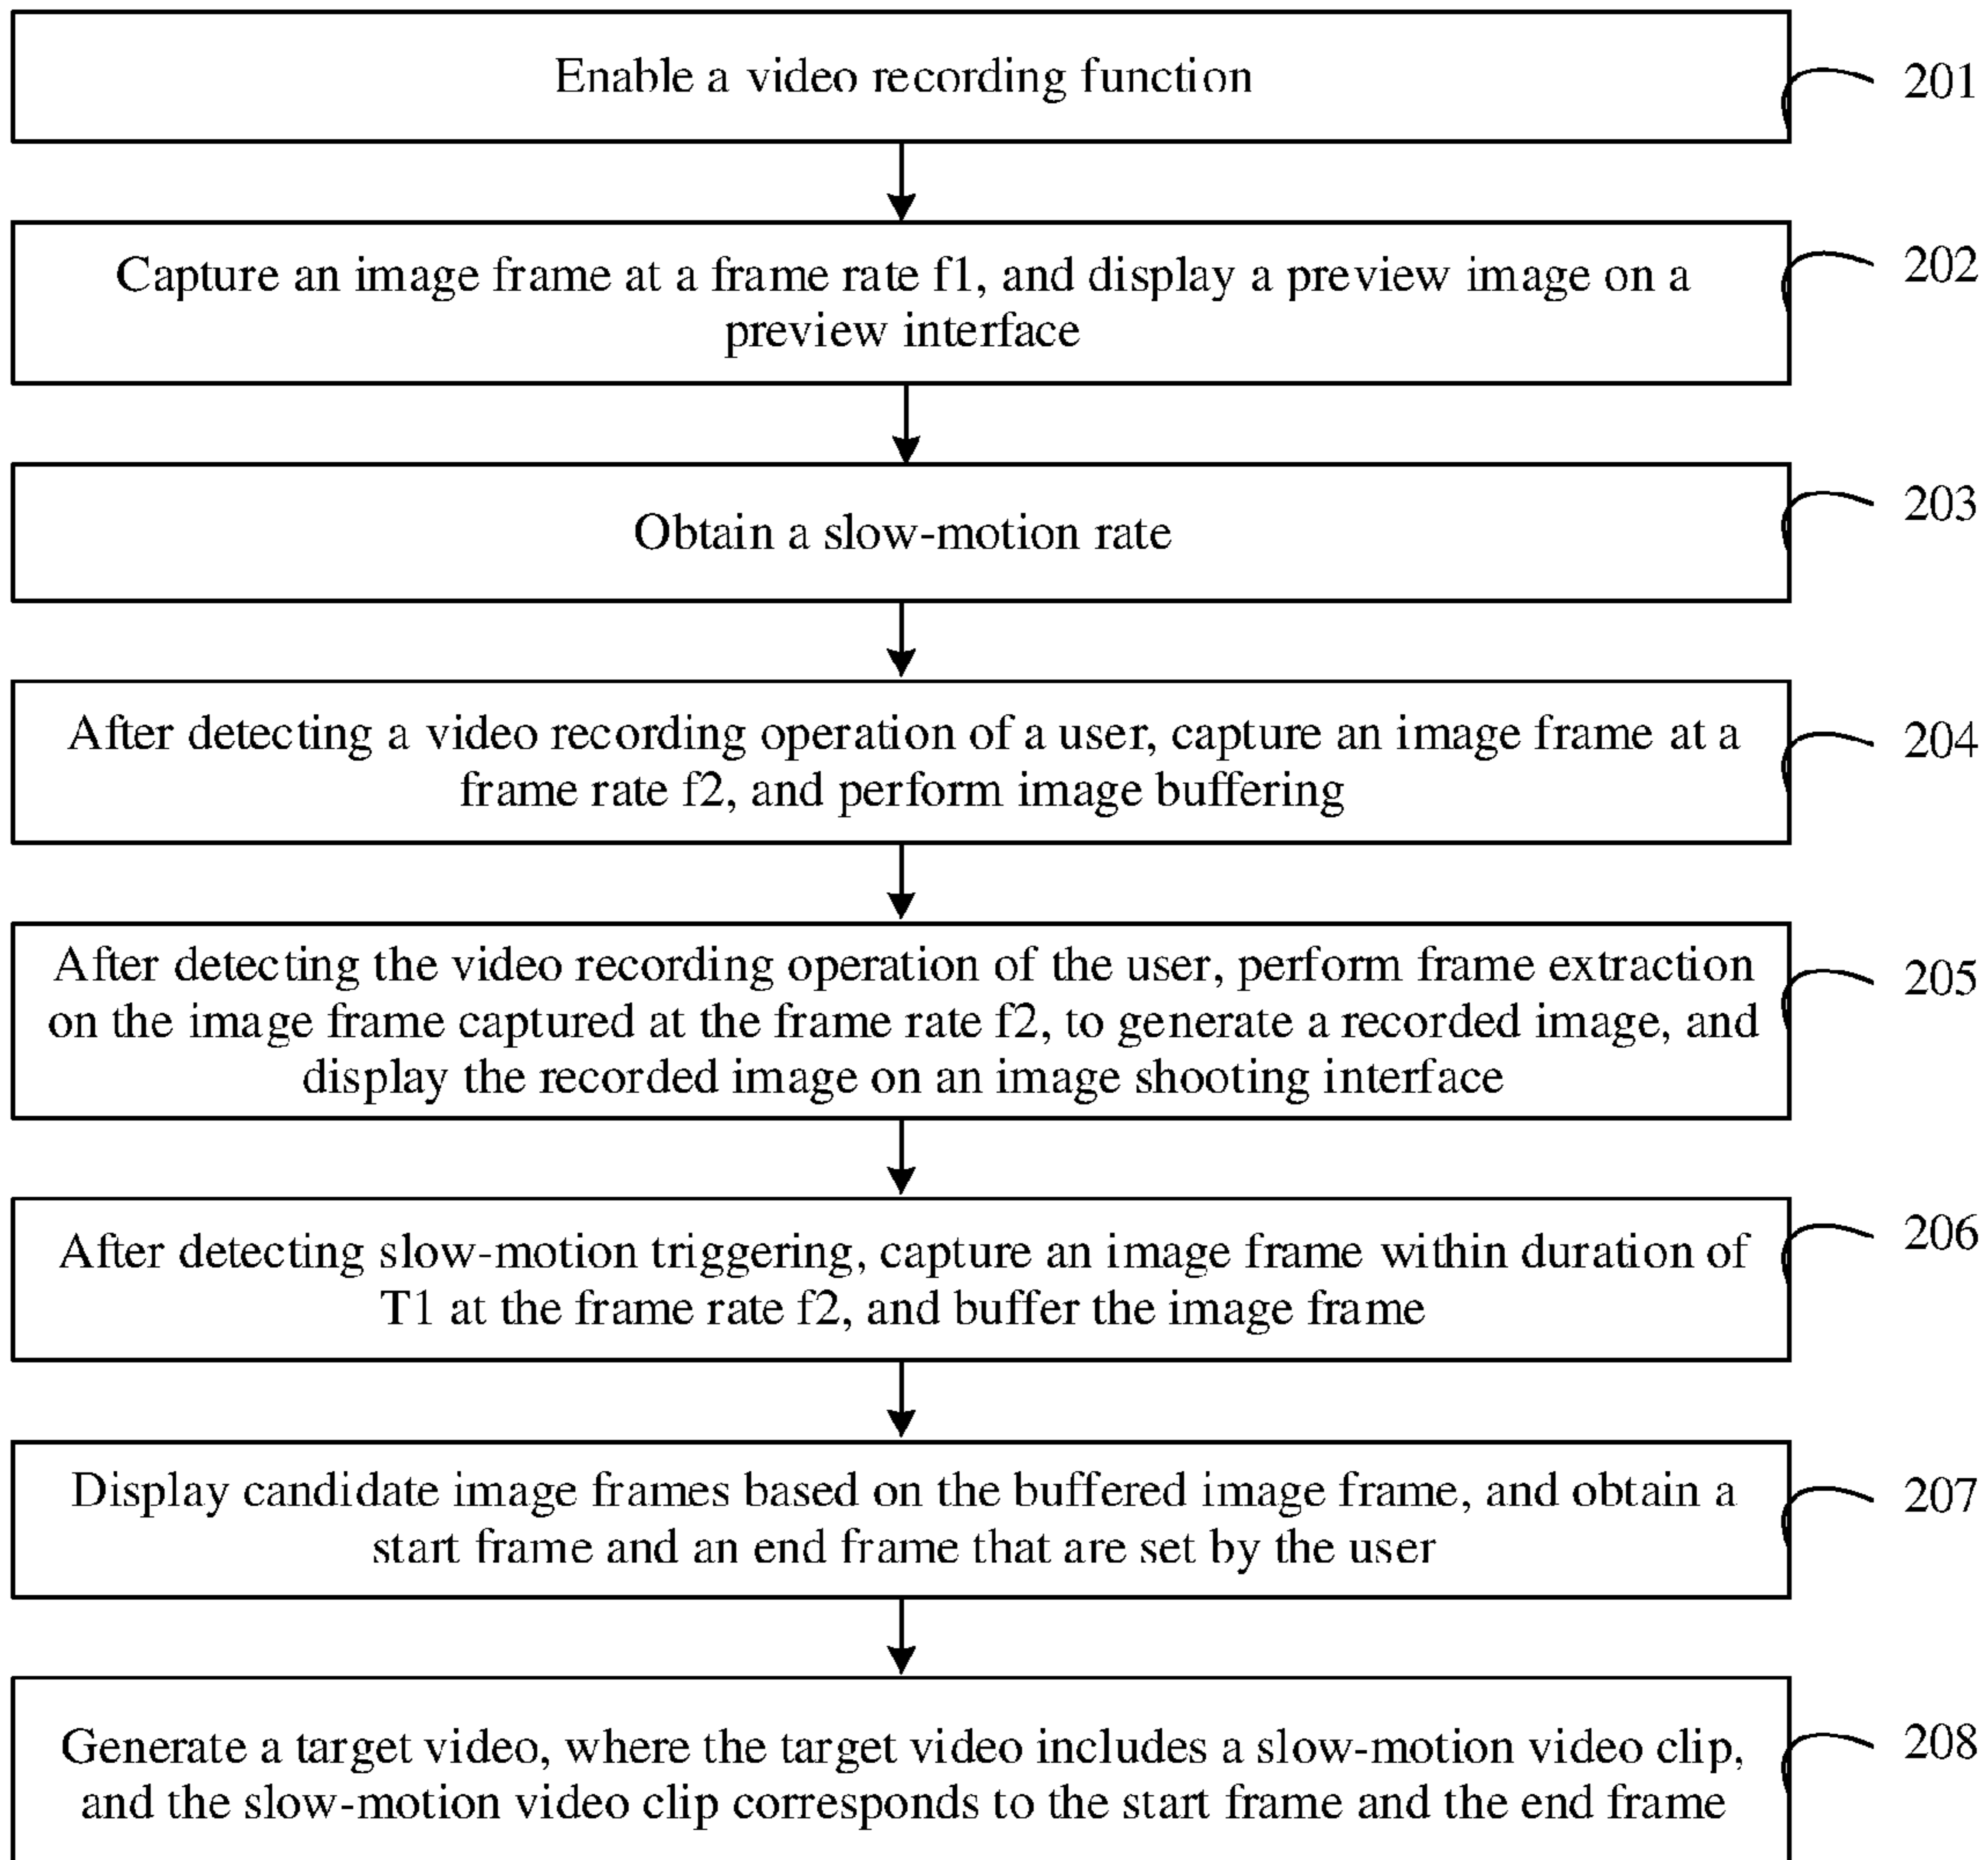 Enable a video recording function
201
Capture an image frame at a frame rate f1, and display a preview image on a
preview interface
202
Obtain a slow-motion rate
203
After detecting a video recording operation of a user, capture an image frame at a
frame rate f2, and perform image buffering
204
After detecting the video recording operation of the user, perform frame extraction
on the image frame captured at the frame rate f2, to generate a recorded image, and
display the recorded image on an image shooting interface
205
After detecting slow-motion triggering, capture an image frame within duration of
T1 at the frame rate f2, and buffer the image frame
206
Display candidate image frames based on the buffered image frame, and obtain a
start frame and an end frame that are set by the user
207
Generate a target video, where the target video includes a slow-motion video clip,
and the slow-motion video clip corresponds to the start frame and the end frame
208